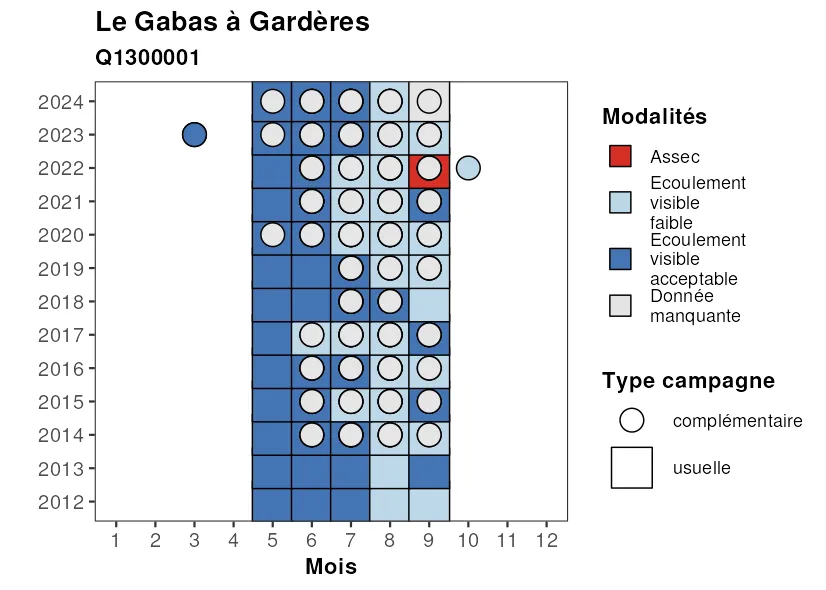 Le Gabas à Gardères
Q1300001
2024
2023
2022
2021
2020
2019
2018
2017
2016
2015
2014
2013
2012
1 2 3 4 5 6 7 8 9 10 11 12
Mois
Modalités
Assec
Ecoulement
visible
faible
Ecoulement
visible
acceptable
Donnée
manquante
Type campagne
complémentaire
usuelle